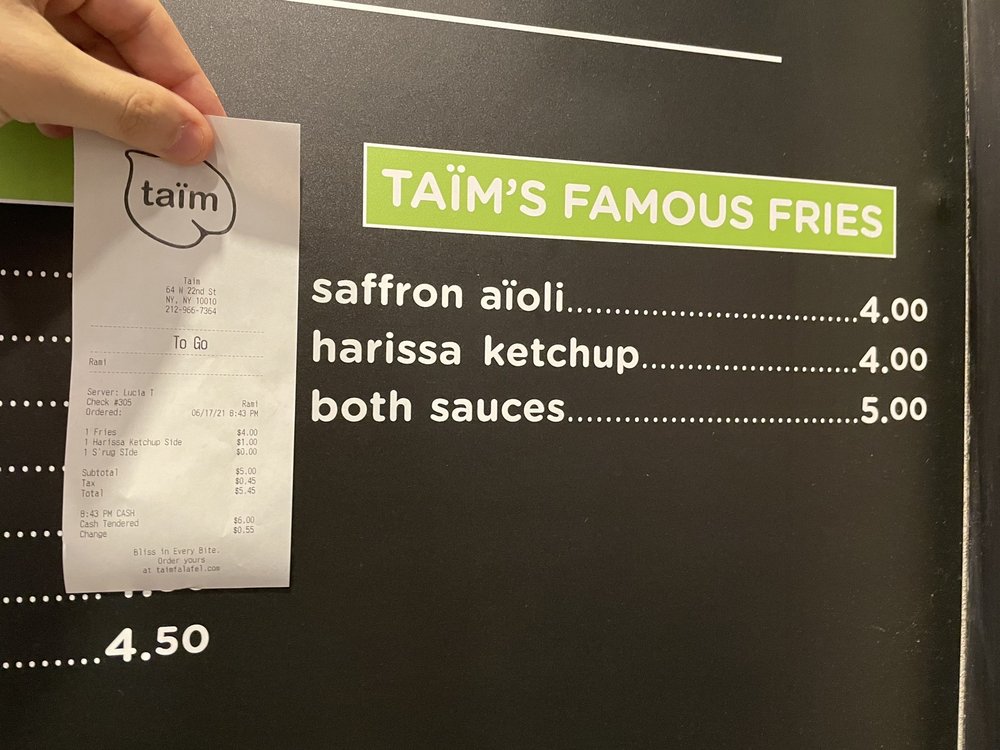 taïm
Taim
64 W 22nd St
NY, NY 10010
212-966-7364
To Go
Rami
Server: Lucia T
Check #305 Rami
Ordered: 06/17/21 8:43 PM
1 Fries $4.00
1 Harissa Ketchup Side $1.00
1 S'rug SIde $0.00
Subtotal $5.00
Tax $0.45
Total $5.45
8:43 PM CASH
Cash Tendered $6.00
Change $0.55
Bliss in Every Bite.
Order yours
at taimfalafel.com
4.50
TAÏM'S FAMOUS FRIES
saffron aïoli..........................................4.00
harissa ketchup..............................4.00
both sauces........................................5.00